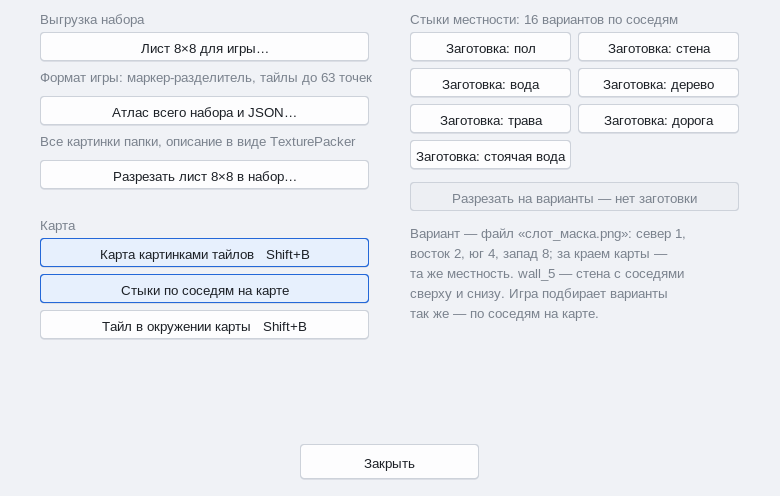 Выгрузка набора
Лист 8×8 для игры…
Формат игры: маркер-разделитель, тайлы до 63 точек
Атлас всего набора и JSON…
Все картинки папки, описание в виде TexturePacker
Разрезать лист 8×8 в набор…
Карта
Карта картинками тайлов Shift+B
Стыки по соседям на карте
Тайл в окружении карты Shift+B
Стыки местности: 16 вариантов по соседям
Заготовка: пол
Заготовка: стена
Заготовка: вода
Заготовка: дерево
Заготовка: трава
Заготовка: дорога
Заготовка: стоячая вода
Разрезать на варианты — нет заготовки
Вариант — файл «слот_маска.png»: север 1,
восток 2, юг 4, запад 8; за краем карты —
та же местность. wall_5 — стена с соседями
сверху и снизу. Игра подбирает варианты
так же — по соседям на карте.
Закрыть